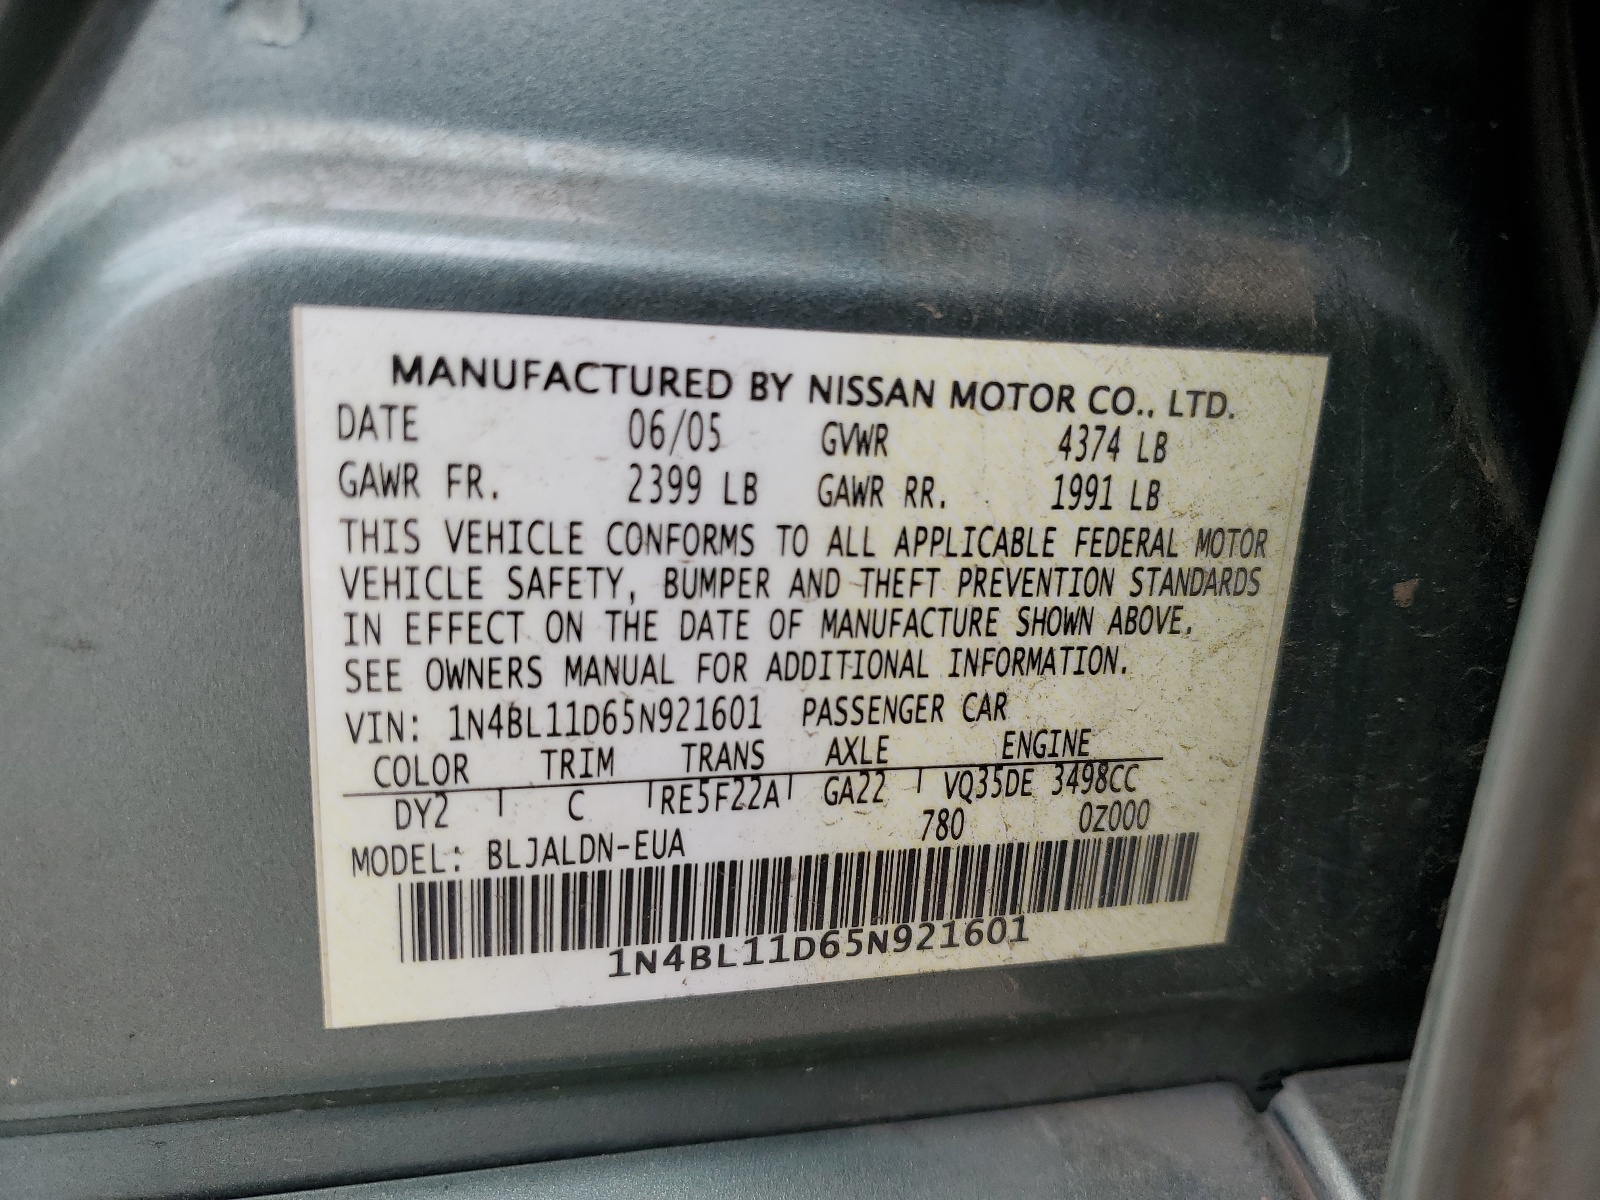 MANUFACTURED BY NISSAN MOTOR CO., LTD.
DATE 06/05 GVWR 4374 LB
GAWR FR. 2399 LB GAWR RR. 1991 LB
THIS VEHICLE CONFORMS TO ALL APPLICABLE FEDERAL MOTOR
VEHICLE SAFETY, BUMPER AND THEFT PREVENTION STANDARDS
IN EFFECT ON THE DATE OF MANUFACTURE SHOWN ABOVE.
SEE OWNERS MANUAL FOR ADDITIONAL INFORMATION.
VIN: 1N4BL11D65N921601 PASSENGER CAR
COLOR TRIM TRANS AXLE ENGINE
DY2 C RE5F22A GA22 VQ35DE 3498CC
780 0Z000
MODEL: BLJALDN-EUA
1N4BL11D65N921601